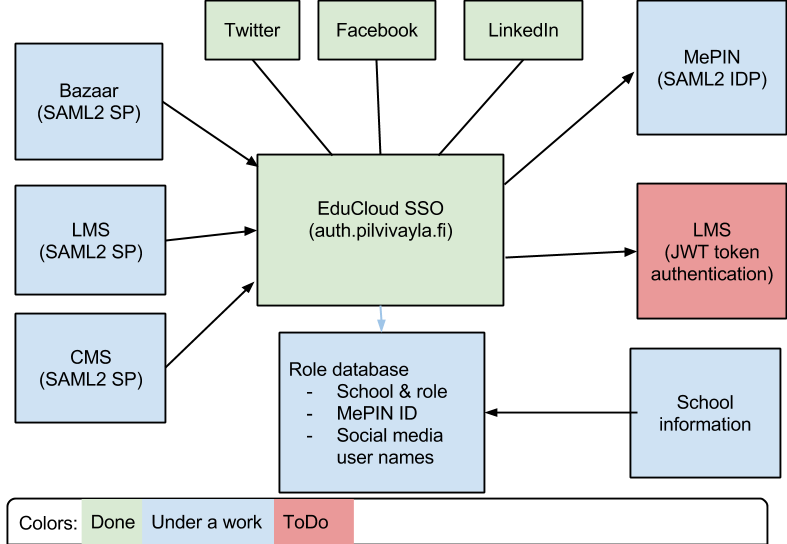 Twitter
Facebook
LinkedIn
MePIN
(SAML2 IDP)
Bazaar
(SAML2 SP)
EduCloud SSO
(auth.pilvivayla.fi)
LMS
(SAML2 SP)
LMS
(JWT token
authentication)
CMS
(SAML2 SP)
Role database
- School & role
- MePIN ID
- Social media
user names
School
information
Colors: Done Under a work ToDo